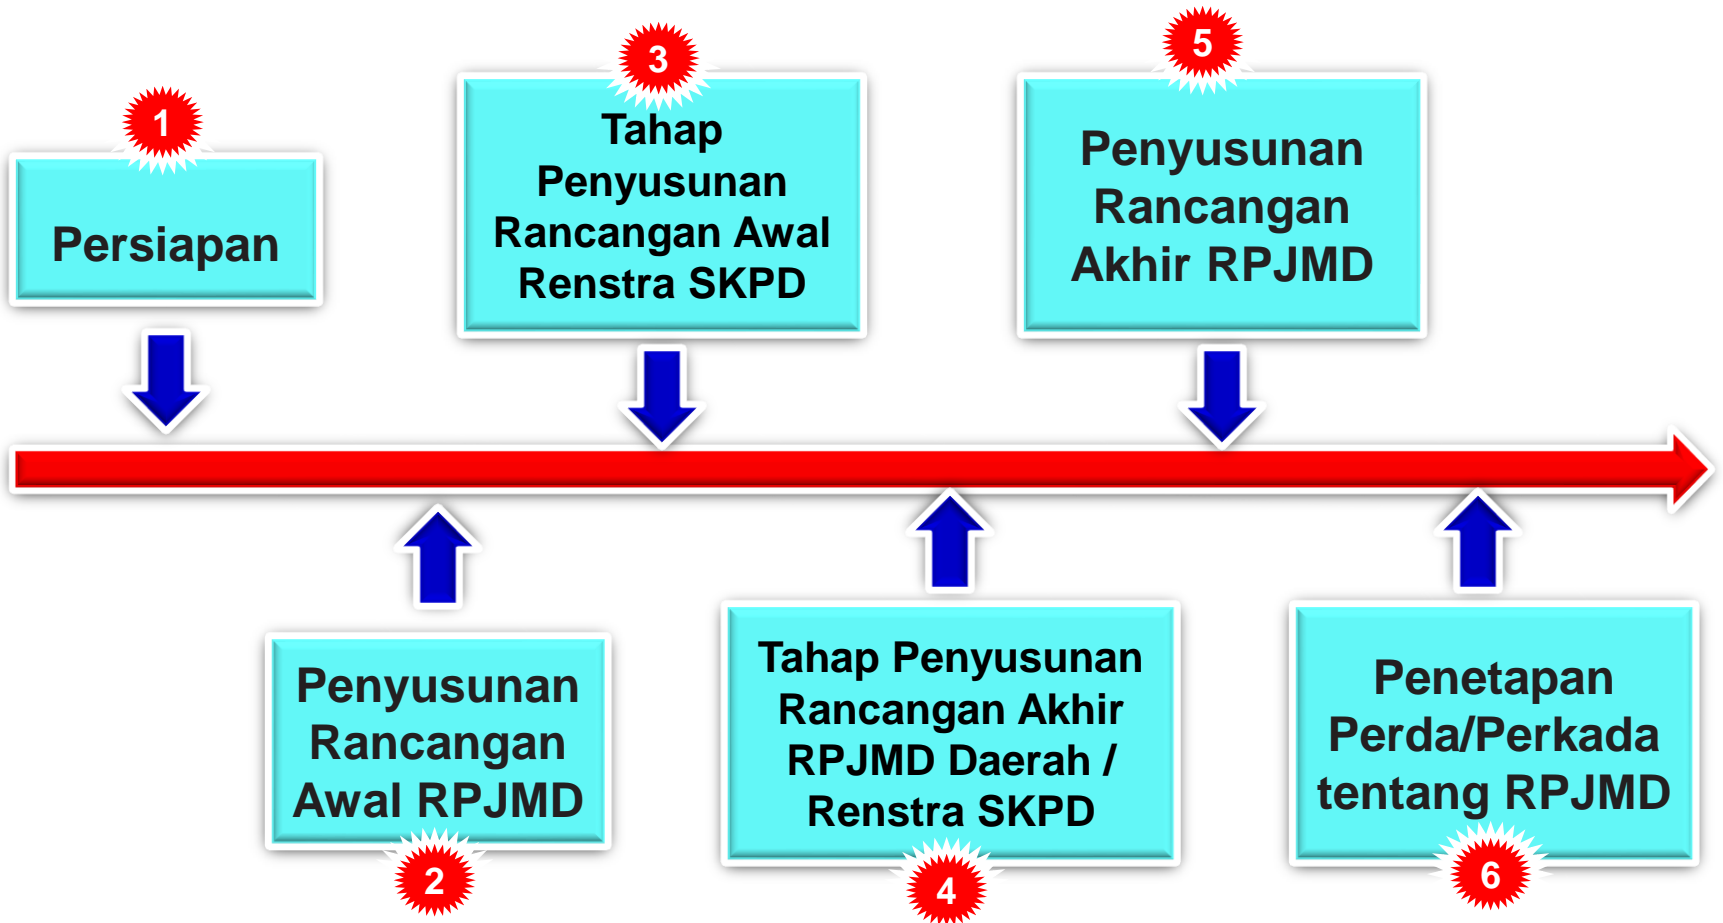 1
Persiapan
2
Penyusunan
Rancangan
Awal RPJMD
3
Tahap
Penyusunan
Rancangan Awal
Renstra SKPD
4
Tahap Penyusunan
Rancangan Akhir
RPJMD Daerah /
Renstra SKPD
5
Penyusunan
Rancangan
Akhir RPJMD
6
Penetapan
Perda/Perkada
tentang RPJMD